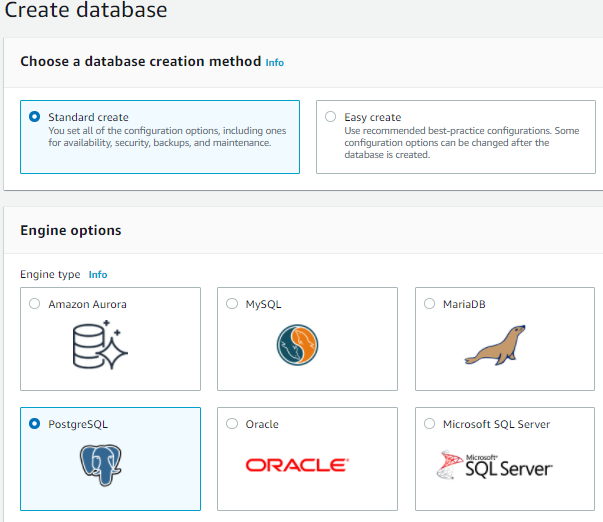 Create database
Choose a database creation method Info
Standard create
You set all of the configuration options, including ones
for availability, security, backups, and maintenance.
Easy create
Use recommended best-practice configurations. Some
configuration options can be changed after the
database is created.
Engine options
Engine type Info
Amazon Aurora
MySQL
MariaDB
PostgreSQL
Oracle
ORACLE
Microsoft SQL Server
Microsoft
SQL Server